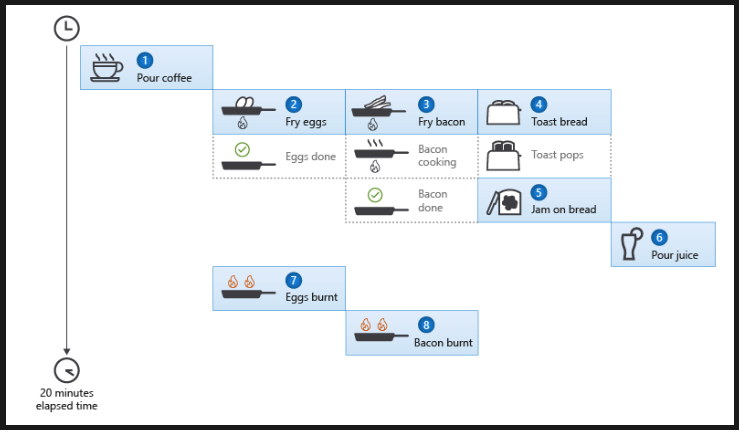 1
Pour coffee
2
Fry eggs
3
Fry bacon
4
Toast bread
Eggs done
Bacon
cooking
Toast pops
Bacon
done
5
Jam on bread
6
Pour juice
7
Eggs burnt
8
Bacon burnt
20 minutes
elapsed time